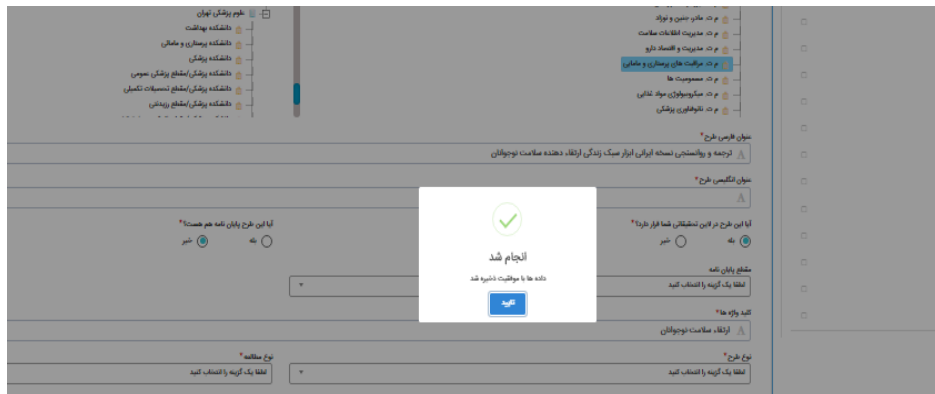 م ت. مادر، جنین و نوزاد
م ت. مدیریت اطلاعات سلامت
م ت. مدیریت و اقتصاد دارو
م ت. مراقبت های پرستاری و مامایی
م ت. مسمومیت ها
م ت. میکروبیولوژی مواد غذایی
م ت. نانوفناوری پزشکی
علوم پزشکی تهران
دانشکده بهداشت
دانشکده پرستاری و مامائی
دانشکده پزشکی
دانشکده پزشکی/مقطع پزشکی عمومی
دانشکده پزشکی/مقطع تحصیلات تکمیلی
دانشکده پزشکی/مقطع رزیدنتی
عنوان فارسی طرح*
ترجمه و روانسنجی نسخه ایرانی ابزار سبک زندگی ارتقاء دهنده سلامت نوجوانان
عنوان انگلیسی طرح*
آیا این طرح در لاین تحقیقاتی شما قرار دارد؟*
بله خیر
آیا این طرح پایان نامه هم هست؟*
بله خیر
مقطع پایان نامه
لطفا یک گزینه را انتخاب کنید
کلید واژه ها*
ارتقاء سلامت نوجوانان
نوع طرح*
لطفا یک گزینه را انتخاب کنید
نوع مطالعه*
لطفا یک گزینه را انتخاب کنید
انجام شد
داده ها با موفقیت ذخیره شد
تایید